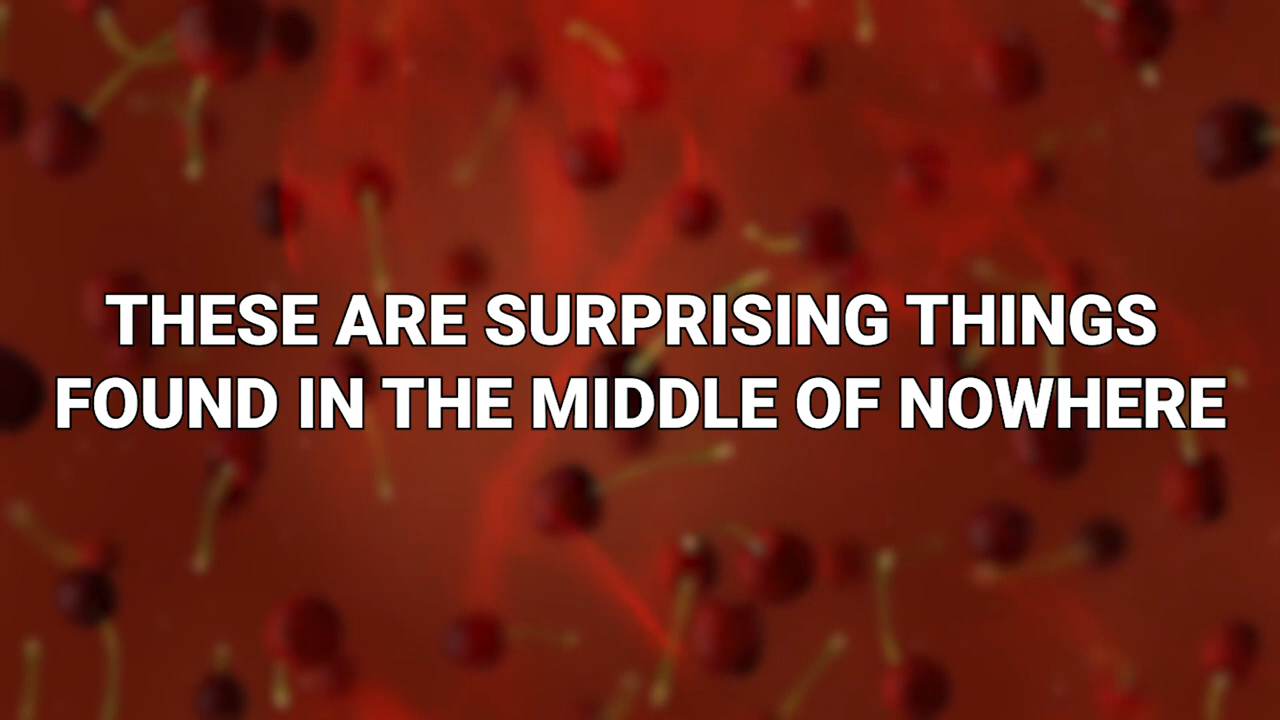 THESE ARE SURPRISING THINGS
FOUND IN THE MIDDLE OF NOWHERE